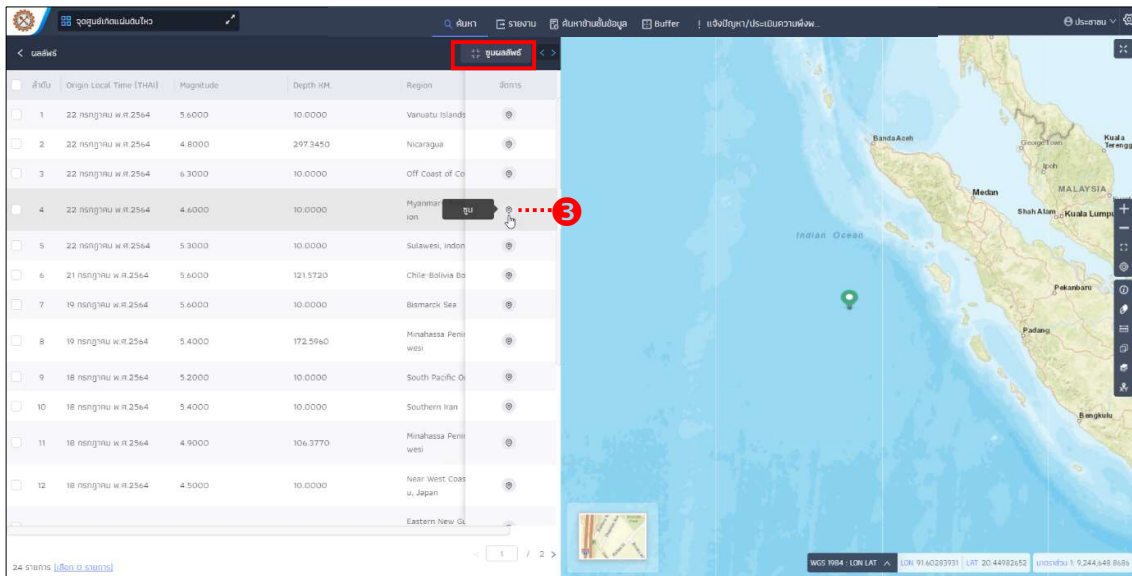 จุดศูนย์เกิดแผ่นดินไหว
ค้นหา
รายงาน
ค้นหาข้ามชั้นข้อมูล
Buffer
! แจ้งปัญหา/ประเมินความพึงพ...
ประชาชน
ผลลัพธ์
ซูมผลลัพธ์
ลำดับ Origin Local Time (THAI) Magnitude Depth KM. Region จัดการ
1 22 กรกฎาคม พ.ศ.2564 5.6000 10.0000 Vanuatu Islands
2 22 กรกฎาคม พ.ศ.2564 4.8000 297.3450 Nicaragua
3 22 กรกฎาคม พ.ศ.2564 6.3000 10.0000 Off Coast of Co
4 22 กรกฎาคม พ.ศ.2564 4.6000 10.0000 Myanmar
ion
ซูม
3
5 22 กรกฎาคม พ.ศ.2564 5.3000 10.0000 Sulawesi, Indon
6 21 กรกฎาคม พ.ศ.2564 5.6000 121.5720 Chile-Bolivia Bo
7 19 กรกฎาคม พ.ศ.2564 5.6000 10.0000 Bismarck Sea
8 19 กรกฎาคม พ.ศ.2564 5.4000 172.5960 Minahassa Penin
wesi
9 18 กรกฎาคม พ.ศ.2564 5.2000 10.0000 South Pacific O
10 18 กรกฎาคม พ.ศ.2564 5.4000 10.0000 Southern Iran
11 18 กรกฎาคม พ.ศ.2564 4.9000 106.3770 Minahassa Penin
wesi
12 18 กรกฎาคม พ.ศ.2564 4.5000 10.0000 Near West Coas
u, Japan
Eastern New Gu
1 / 2
24 รายการ [เลือก 0 รายการ]
Banda Aceh
GeorgeTown
Kuala
Terengg
Ipoh
Medan
MALAYSIA
Shah Alam
Kuala Lumpu
Indian Ocean
Pekanbaru
Padang
Bengkulu
WGS 1984 : LON LAT
LON 91.60283931
LAT 20.44982652
มาตราส่วน 1: 9,244,648.8686